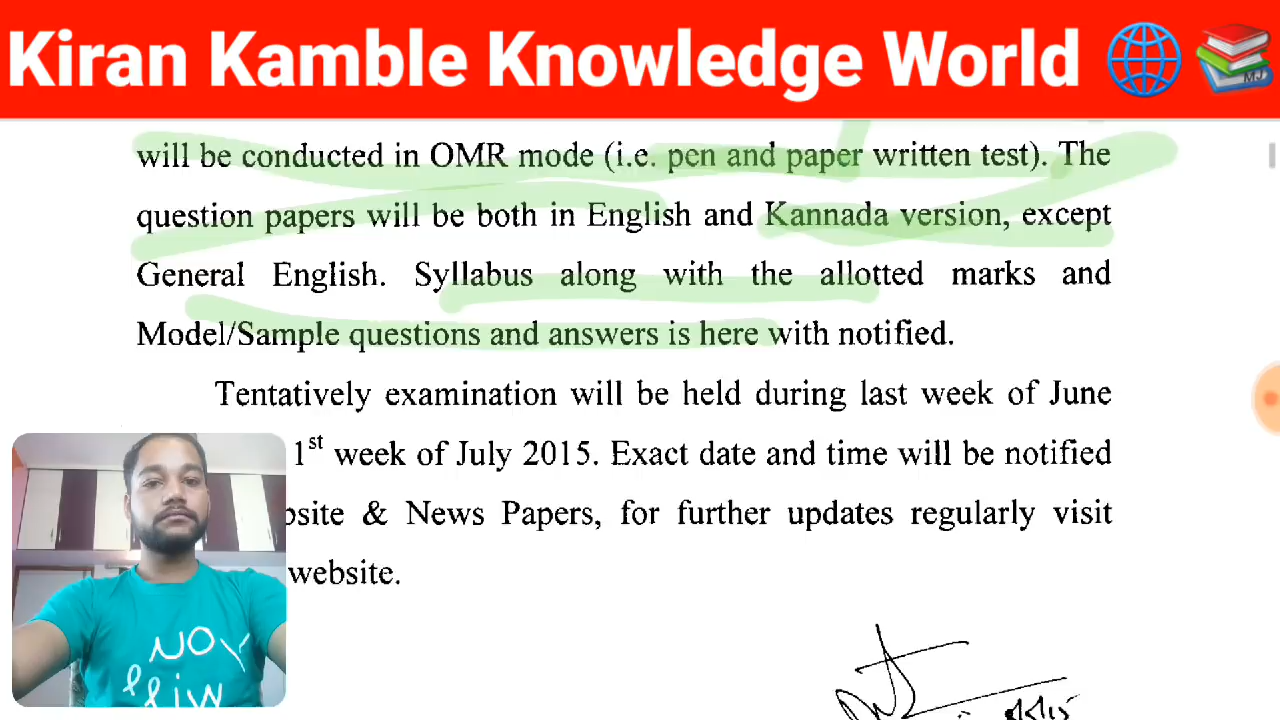 Kiran Kamble Knowledge World
MJ
will be conducted in OMR mode (i.e. pen and paper written test). The
question papers will be both in English and Kannada version, except
General English. Syllabus along with the allotted marks and
Model/Sample questions and answers is here with notified.
Tentatively examination will be held during last week of June
1st week of July 2015. Exact date and time will be notified
& News Papers, for further updates regularly visit
website.